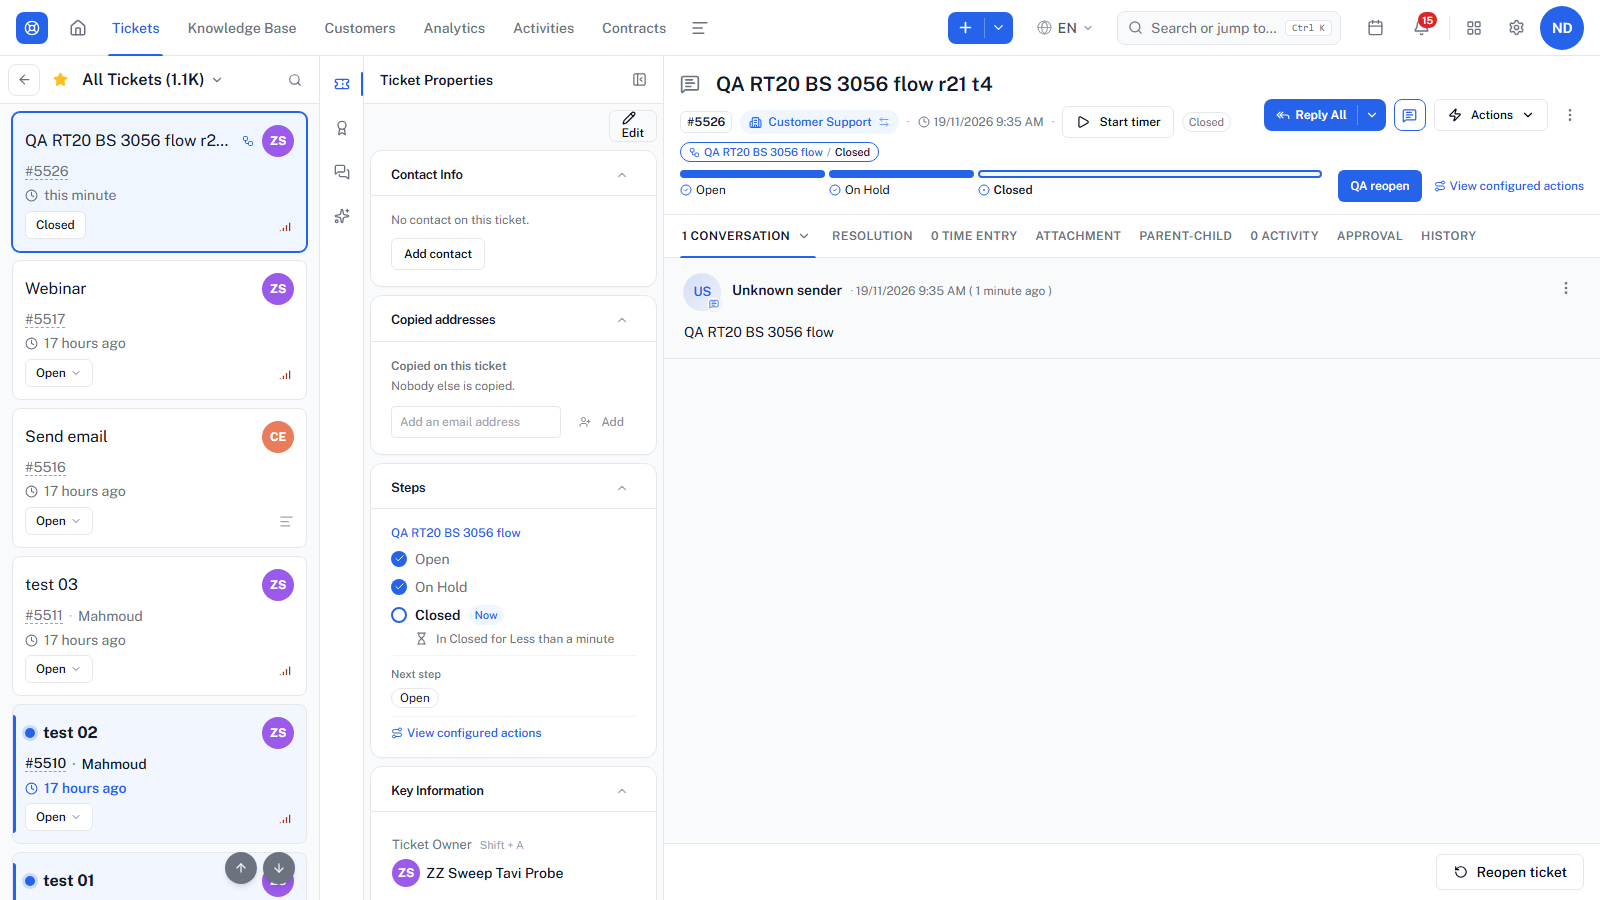 Tickets
Knowledge Base
Customers
Analytics
Activities
Contracts
EN
Search or jump to...
Ctrl K
15
ND
All Tickets (1.1K)
QA RT20 BS 3056 flow r2...
ZS
#5526
this minute
Closed
Webinar
ZS
#5517
17 hours ago
Open
Send email
CE
#5516
17 hours ago
Open
test 03
ZS
#5511 · Mahmoud
17 hours ago
Open
test 02
ZS
#5510 · Mahmoud
17 hours ago
Open
test 01
Ticket Properties
Edit
Contact Info
No contact on this ticket.
Add contact
Copied addresses
Copied on this ticket
Nobody else is copied.
Add an email address
Add
Steps
QA RT20 BS 3056 flow
Open
On Hold
Closed
Now
In Closed for Less than a minute
Next step
Open
View configured actions
Key Information
Ticket Owner
Shift + A
ZS
ZZ Sweep Tavi Probe
QA RT20 BS 3056 flow r21 t4
#5526
Customer Support
· 19/11/2026 9:35 AM ·
Start timer
Closed
Reply All
Actions
QA RT20 BS 3056 flow / Closed
Open
On Hold
Closed
QA reopen
View configured actions
1 CONVERSATION
RESOLUTION
0 TIME ENTRY
ATTACHMENT
PARENT-CHILD
0 ACTIVITY
APPROVAL
HISTORY
US
Unknown sender
· 19/11/2026 9:35 AM ( 1 minute ago )
QA RT20 BS 3056 flow
Reopen ticket